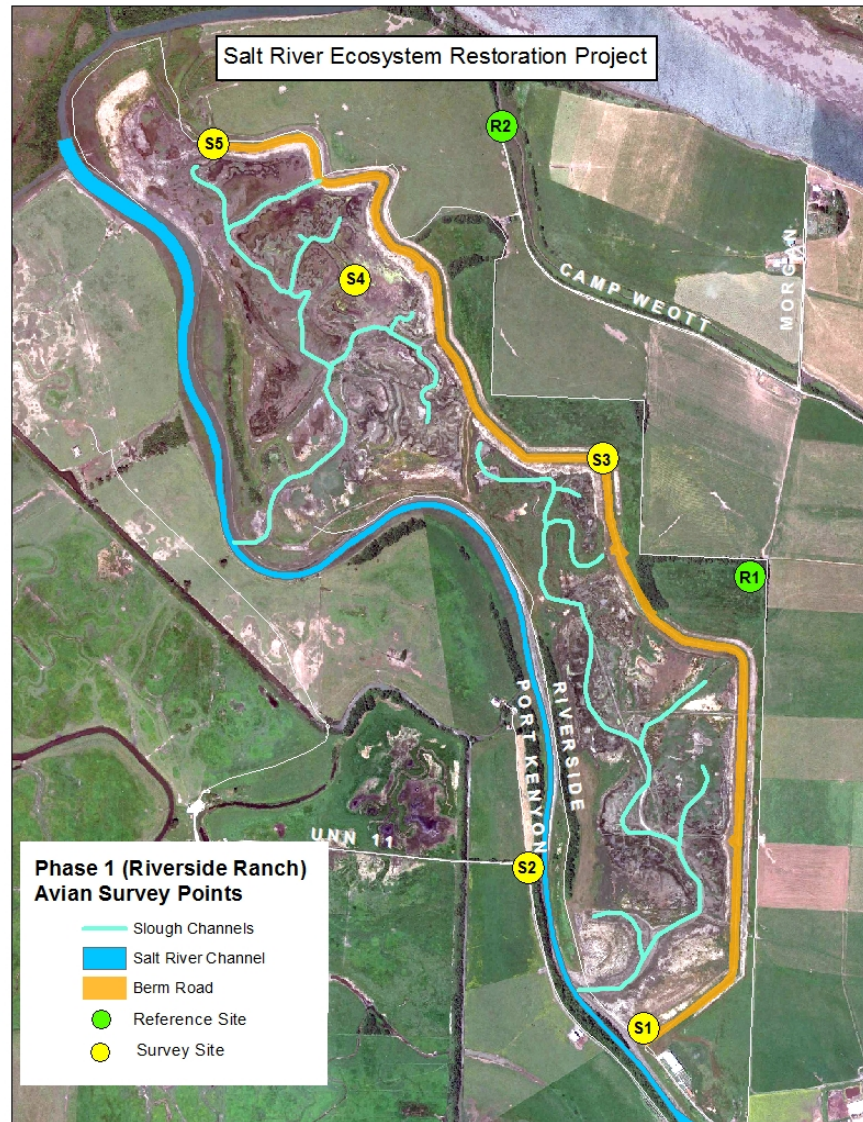 Salt River Ecosystem Restoration Project
R2
S5
MORGAN
CAMP WEOTT
S4
S3
R1
RIVERSIDE
PORT KENYON
UNN 11
S2
S1
Phase 1 (Riverside Ranch)
Avian Survey Points
Slough Channels
Salt River Channel
Berm Road
Reference Site
Survey Site